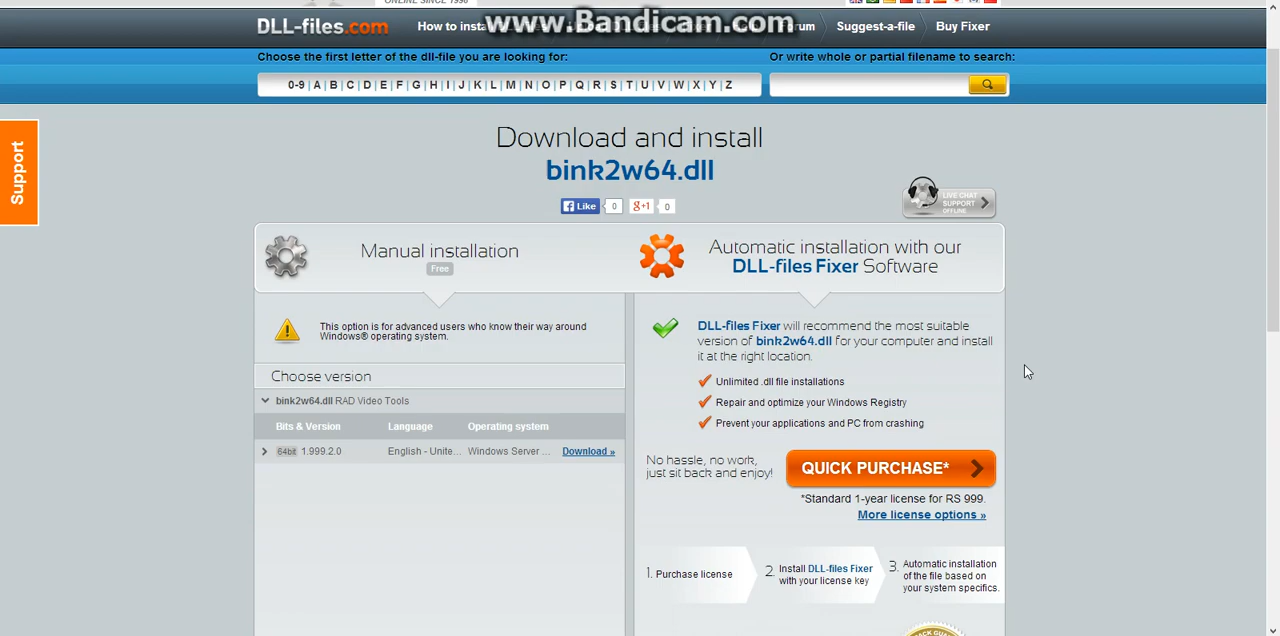 ONLINE SINCE 1998
www.Bandicam.com
DLL-files.com
How to insta
rum
Suggest-a-file
Buy Fixer
Choose the first letter of the dll-file you are looking for:
Or write whole or partial filename to search:
0-9 | A | B | C | D | E | F | G | H | I | J | K | L | M | N | O | P | Q | R | S | T | U | V | W | X | Y | Z
Support
Download and install
bink2w64.dll
Like 0
g+1 0
LIVE CHAT
SUPPORT
OFFLINE
Manual installation
Free
Automatic installation with our
DLL-files Fixer Software
This option is for advanced users who know their way around
Windows® operating system.
Choose version
bink2w64.dll RAD Video Tools
Bits & Version Language Operating system
64bit 1.999.2.0 English - Unite... Windows Server ... Download »
DLL-files Fixer will recommend the most suitable
version of bink2w64.dll for your computer and install
it at the right location.
Unlimited .dll file installations
Repair and optimize your Windows Registry
Prevent your applications and PC from crashing
No hassle, no work,
just sit back and enjoy!
QUICK PURCHASE*
*Standard 1-year license for RS 999.
More license options »
1. Purchase license
2. Install DLL-files Fixer
with your license key
3. Automatic installation
of the file based on
your system specifics.